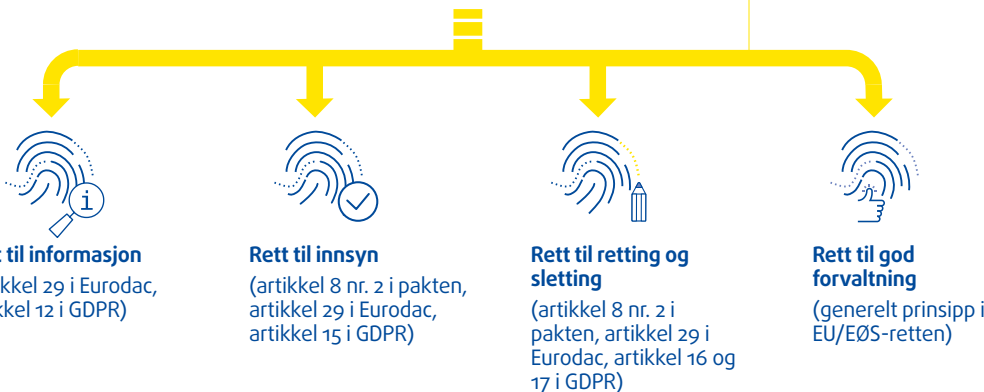 i
til informasjon
kkel 29 i Eurodac,
kkel 12 i GDPR)
Rett til innsyn
(artikkel 8 nr. 2 i pakten,
artikkel 29 i Eurodac,
artikkel 15 i GDPR)
Rett til retting og
sletting
(artikkel 8 nr. 2 i
pakten, artikkel 29 i
Eurodac, artikkel 16 og
17 i GDPR)
Rett til god
forvaltning
(generelt prinsipp i
EU/EØS-retten)